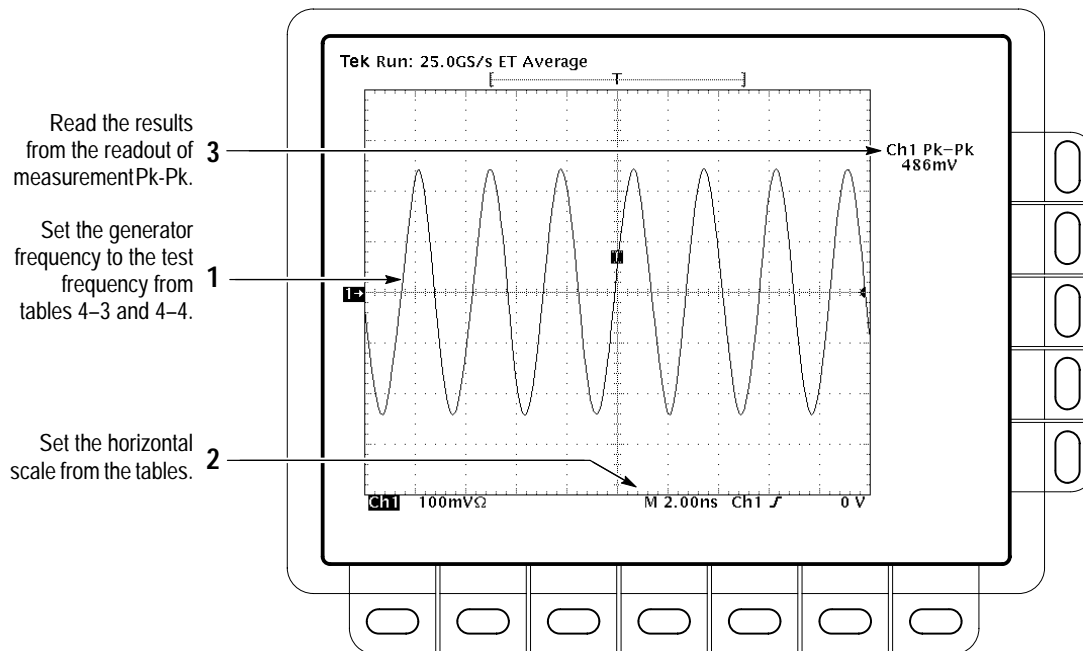 Tek Run: 25.0GS/s ET Average
T
Read the results
from the readout of 3
measurementPk-Pk.
Ch1 Pk–Pk
486mV
Set the generator
frequency to the test
frequency from 1
tables 4–3 and 4–4.
T
1→
Set the horizontal
scale from the tables. 2
Ch1 100mVΩ M 2.00ns Ch1 0 V